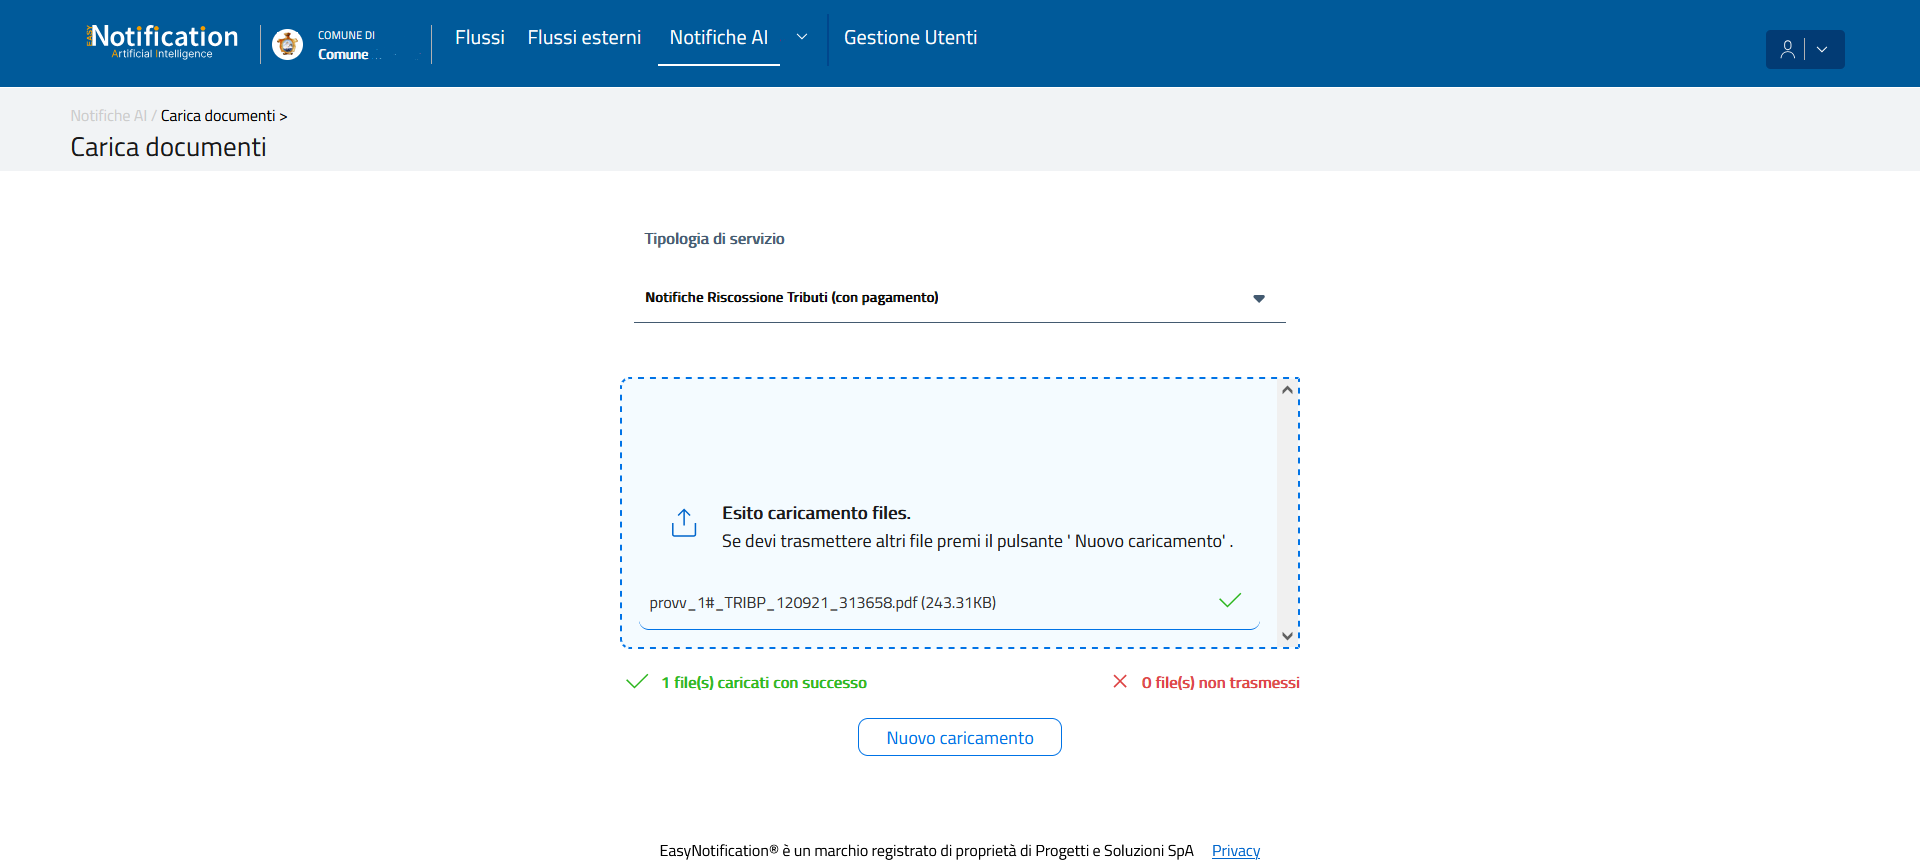 EASY Notification
Artificial Intelligence
COMUNE DI
Comune
Flussi
Flussi esterni
Notifiche AI
Gestione Utenti
Notifiche AI / Carica documenti >
Carica documenti
Tipologia di servizio
Notifiche Riscossione Tributi (con pagamento)
Esito caricamento files.
Se devi trasmettere altri file premi il pulsante ' Nuovo caricamento' .
provv_1#_TRIBP_120921_313658.pdf (243.31KB)
1 file(s) caricati con successo
0 file(s) non trasmessi
Nuovo caricamento
EasyNotification® è un marchio registrato di proprietà di Progetti e Soluzioni SpA Privacy